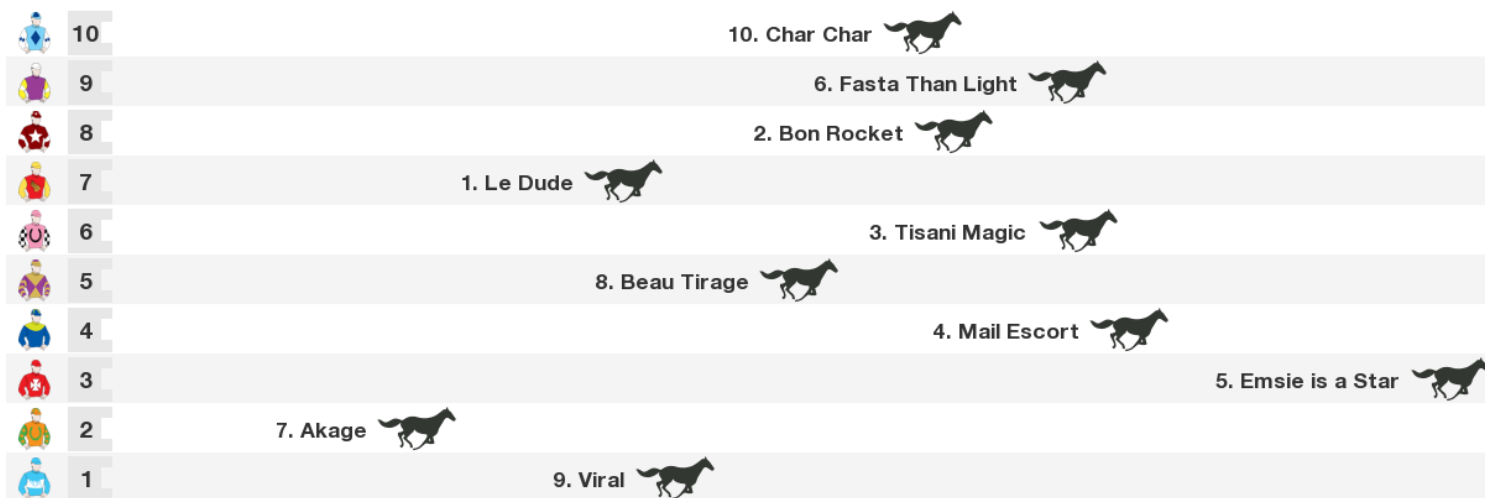 10 10. Char Char
9 6. Fasta Than Light
8 2. Bon Rocket
7 1. Le Dude
6 3. Tisani Magic
5 8. Beau Tirage
4 4. Mail Escort
3 5. Emsie is a Star
2 7. Akage
1 9. Viral